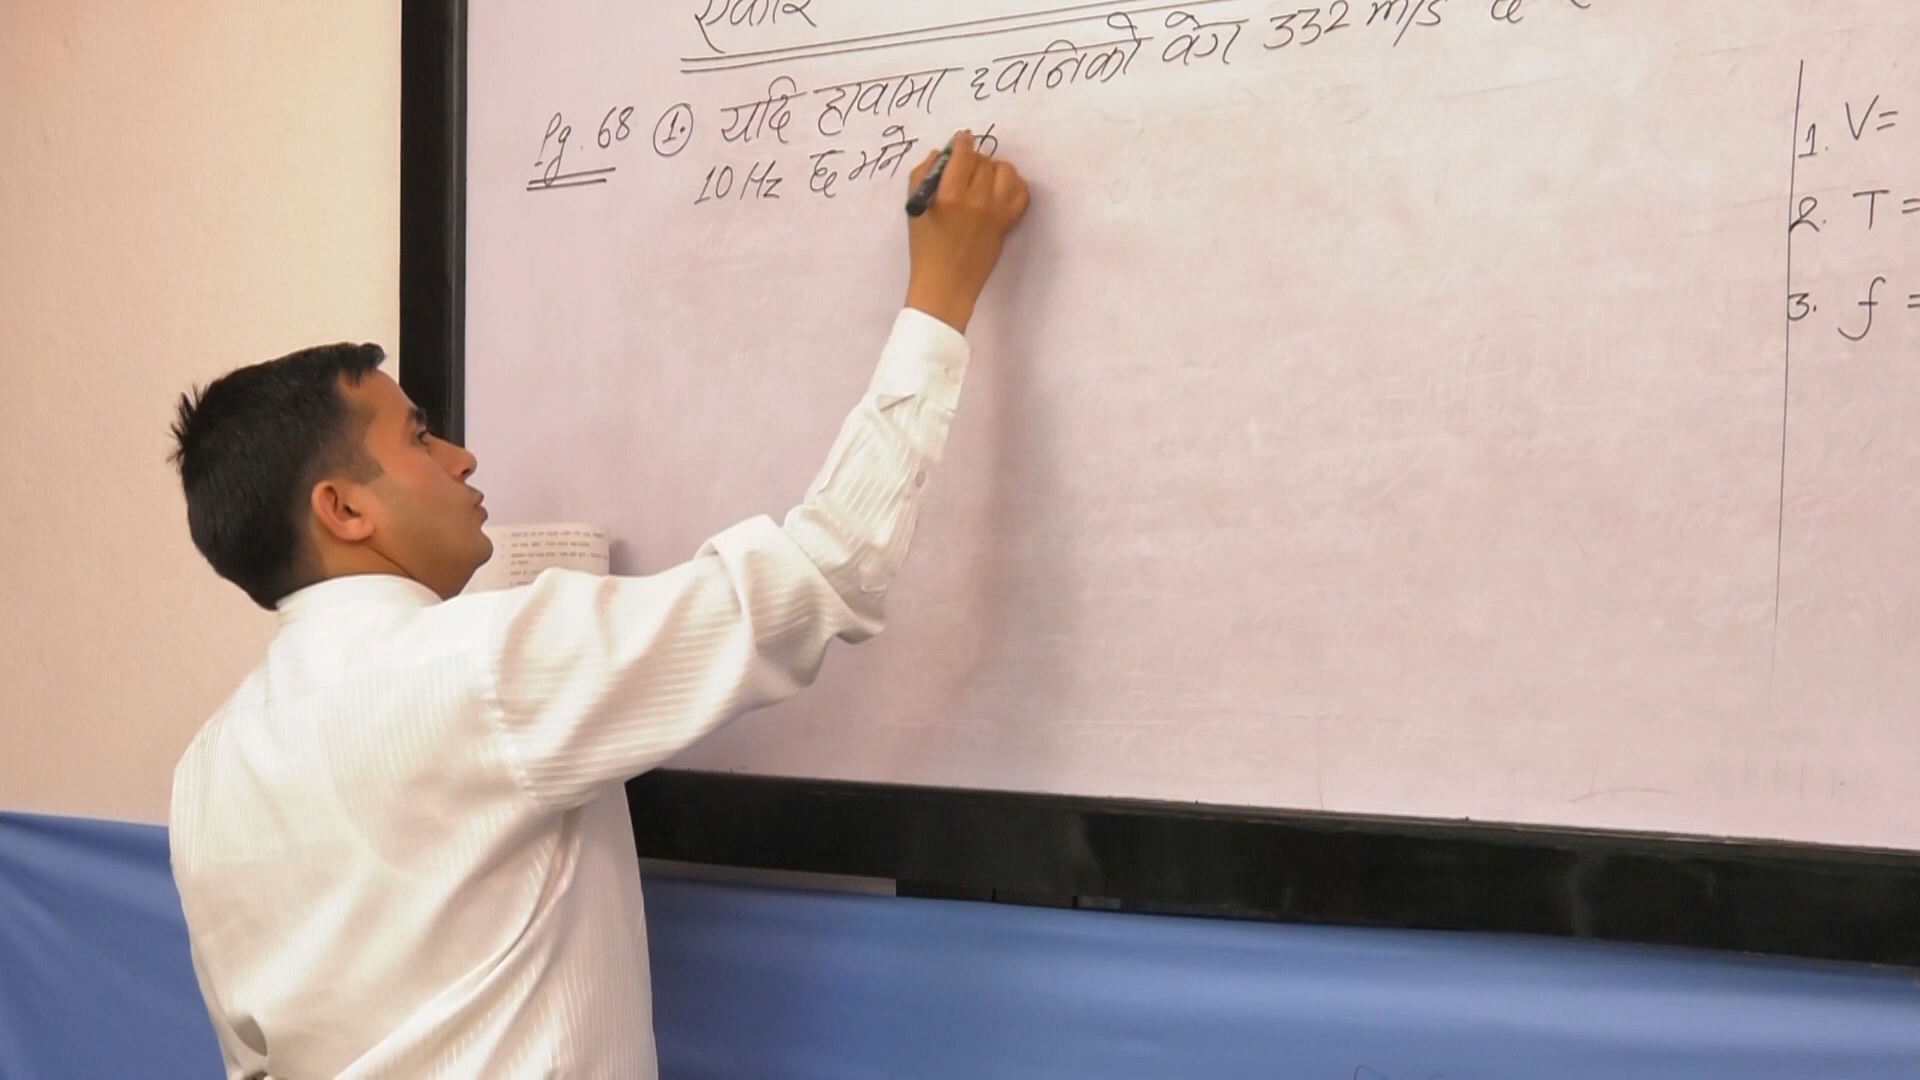 एकाई
Pg. 68 ①. यदि हावामा ध्वनिको वेग 332 m/s छ र
10 Hz छ भने
1. V=
2. T=
3. f=